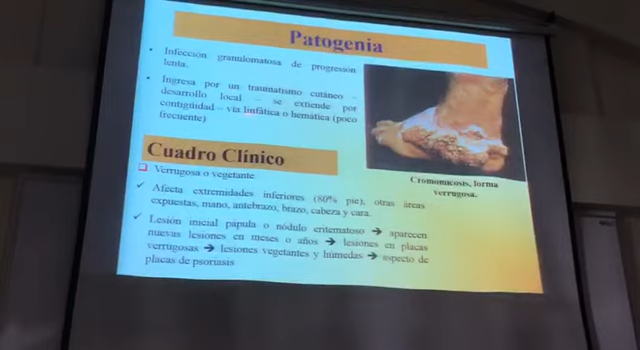 Patogenia
• Infección granulomatosa de progresión
lenta.
• Ingresa por un traumatismo cutáneo –
desarrollo local – se extiende por
contigüidad – vía linfática o hemática (poco
frecuente)
Cromomicosis, forma
verrugosa.
Cuadro Clínico
❑ Verrugosa o vegetante
✓ Afecta extremidades inferiores (80% pie), otras áreas
expuestas, mano, antebrazo, brazo, cabeza y cara.
✓ Lesión inicial pápula o nódulo eritematoso ➔ aparecen
nuevas lesiones en meses o años ➔ lesiones en placas
verrugosas ➔ lesiones vegetantes y húmedas ➔ aspecto de
placas de psoriasis